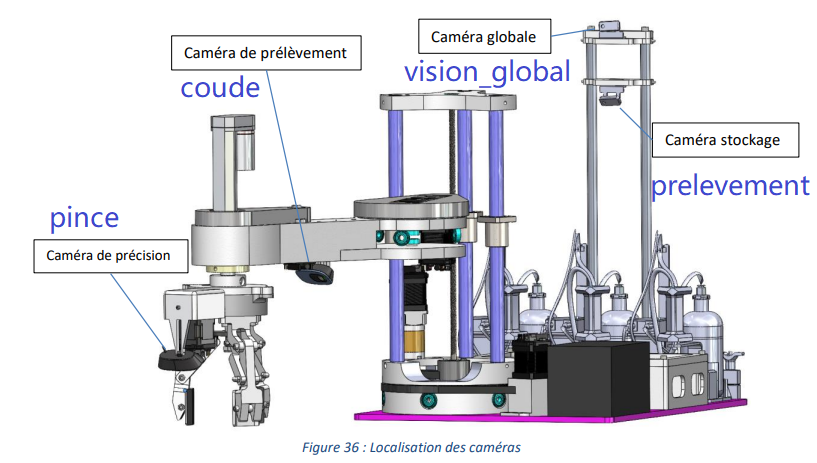 Caméra globale
vision_global
Caméra de prélèvement
coude
Caméra stockage
prelevement
pince
Caméra de précision
Figure 36 : Localisation des caméras